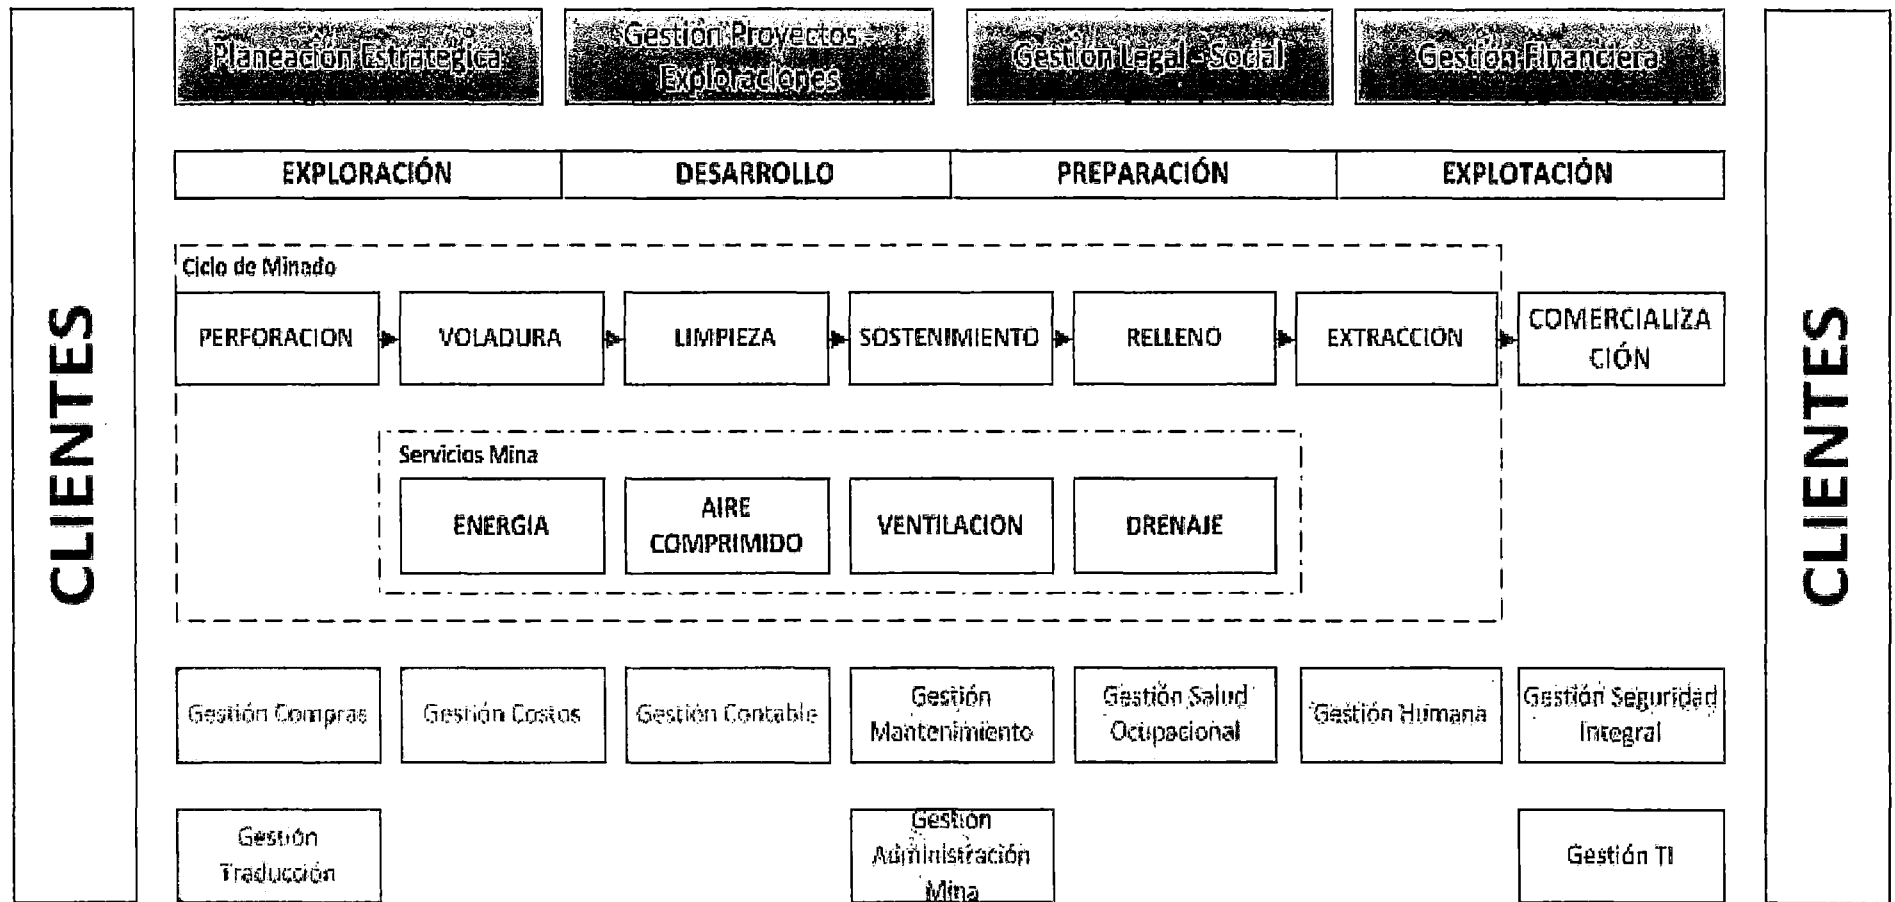 CLIENTES
Planeación Estrategica
Gestión Proyectos
Exploraciones
Gestión Legal - Social
Gestión Financiera
EXPLORACIÓN
DESARROLLO
PREPARACIÓN
EXPLOTACIÓN
Ciclo de Minado
PERFORACION
VOLADURA
LIMPIEZA
SOSTENIMIENTO
RELLENO
EXTRACCION
COMERCIALIZA
CIÓN
Servicios Mina
ENERGIA
AIRE
COMPRIMIDO
VENTILACION
DRENAJE
Gestión Compras
Gestión Costos
Gestión Contable
Gestión
Mantenimiento
Gestión Salud
Ocupacional
Gestión Humana
Gestión Seguridad
Integral
Gestión
Traducción
Gestión
Administración
Mina
Gestión TI
CLIENTES